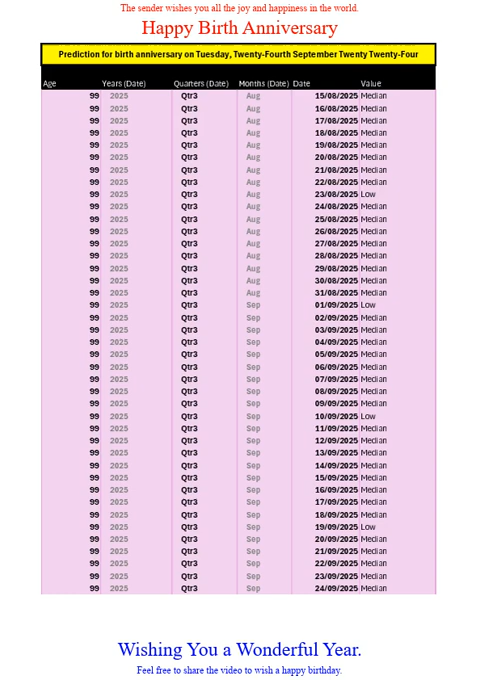 The sender wishes you all the joy and happiness in the world.
Happy Birth Anniversary
Prediction for birth anniversary on Tuesday, Twenty-Fourth September Twenty Twenty-Four
Age Years (Date) Quarters (Date) Months (Date) Date Value
99 2025 Qtr3 Aug 15/08/2025 Median
99 2025 Qtr3 Aug 16/08/2025 Median
99 2025 Qtr3 Aug 17/08/2025 Median
99 2025 Qtr3 Aug 18/08/2025 Median
99 2025 Qtr3 Aug 19/08/2025 Median
99 2025 Qtr3 Aug 20/08/2025 Median
99 2025 Qtr3 Aug 21/08/2025 Median
99 2025 Qtr3 Aug 22/08/2025 Median
99 2025 Qtr3 Aug 23/08/2025 Low
99 2025 Qtr3 Aug 24/08/2025 Median
99 2025 Qtr3 Aug 25/08/2025 Median
99 2025 Qtr3 Aug 26/08/2025 Median
99 2025 Qtr3 Aug 27/08/2025 Median
99 2025 Qtr3 Aug 28/08/2025 Median
99 2025 Qtr3 Aug 29/08/2025 Median
99 2025 Qtr3 Aug 30/08/2025 Median
99 2025 Qtr3 Aug 31/08/2025 Median
99 2025 Qtr3 Sep 01/09/2025 Low
99 2025 Qtr3 Sep 02/09/2025 Median
99 2025 Qtr3 Sep 03/09/2025 Median
99 2025 Qtr3 Sep 04/09/2025 Median
99 2025 Qtr3 Sep 05/09/2025 Median
99 2025 Qtr3 Sep 06/09/2025 Median
99 2025 Qtr3 Sep 07/09/2025 Median
99 2025 Qtr3 Sep 08/09/2025 Median
99 2025 Qtr3 Sep 09/09/2025 Median
99 2025 Qtr3 Sep 10/09/2025 Low
99 2025 Qtr3 Sep 11/09/2025 Median
99 2025 Qtr3 Sep 12/09/2025 Median
99 2025 Qtr3 Sep 13/09/2025 Median
99 2025 Qtr3 Sep 14/09/2025 Median
99 2025 Qtr3 Sep 15/09/2025 Median
99 2025 Qtr3 Sep 16/09/2025 Median
99 2025 Qtr3 Sep 17/09/2025 Median
99 2025 Qtr3 Sep 18/09/2025 Median
99 2025 Qtr3 Sep 19/09/2025 Low
99 2025 Qtr3 Sep 20/09/2025 Median
99 2025 Qtr3 Sep 21/09/2025 Median
99 2025 Qtr3 Sep 22/09/2025 Median
99 2025 Qtr3 Sep 23/09/2025 Median
99 2025 Qtr3 Sep 24/09/2025 Median
Wishing You a Wonderful Year.
Feel free to share the video to wish a happy birthday.